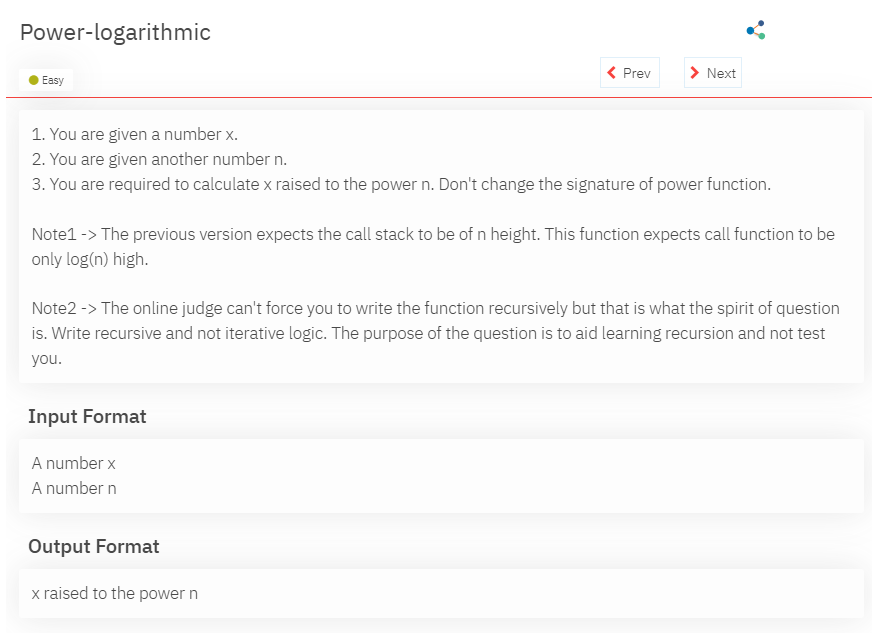 Power-logarithmic
Easy
Prev
Next
1. You are given a number x.
2. You are given another number n.
3. You are required to calculate x raised to the power n. Don't change the signature of power function.
Note1 -> The previous version expects the call stack to be of n height. This function expects call function to be
only log(n) high.
Note2 -> The online judge can't force you to write the function recursively but that is what the spirit of question
is. Write recursive and not iterative logic. The purpose of the question is to aid learning recursion and not test
you.
Input Format
A number x
A number n
Output Format
x raised to the power n